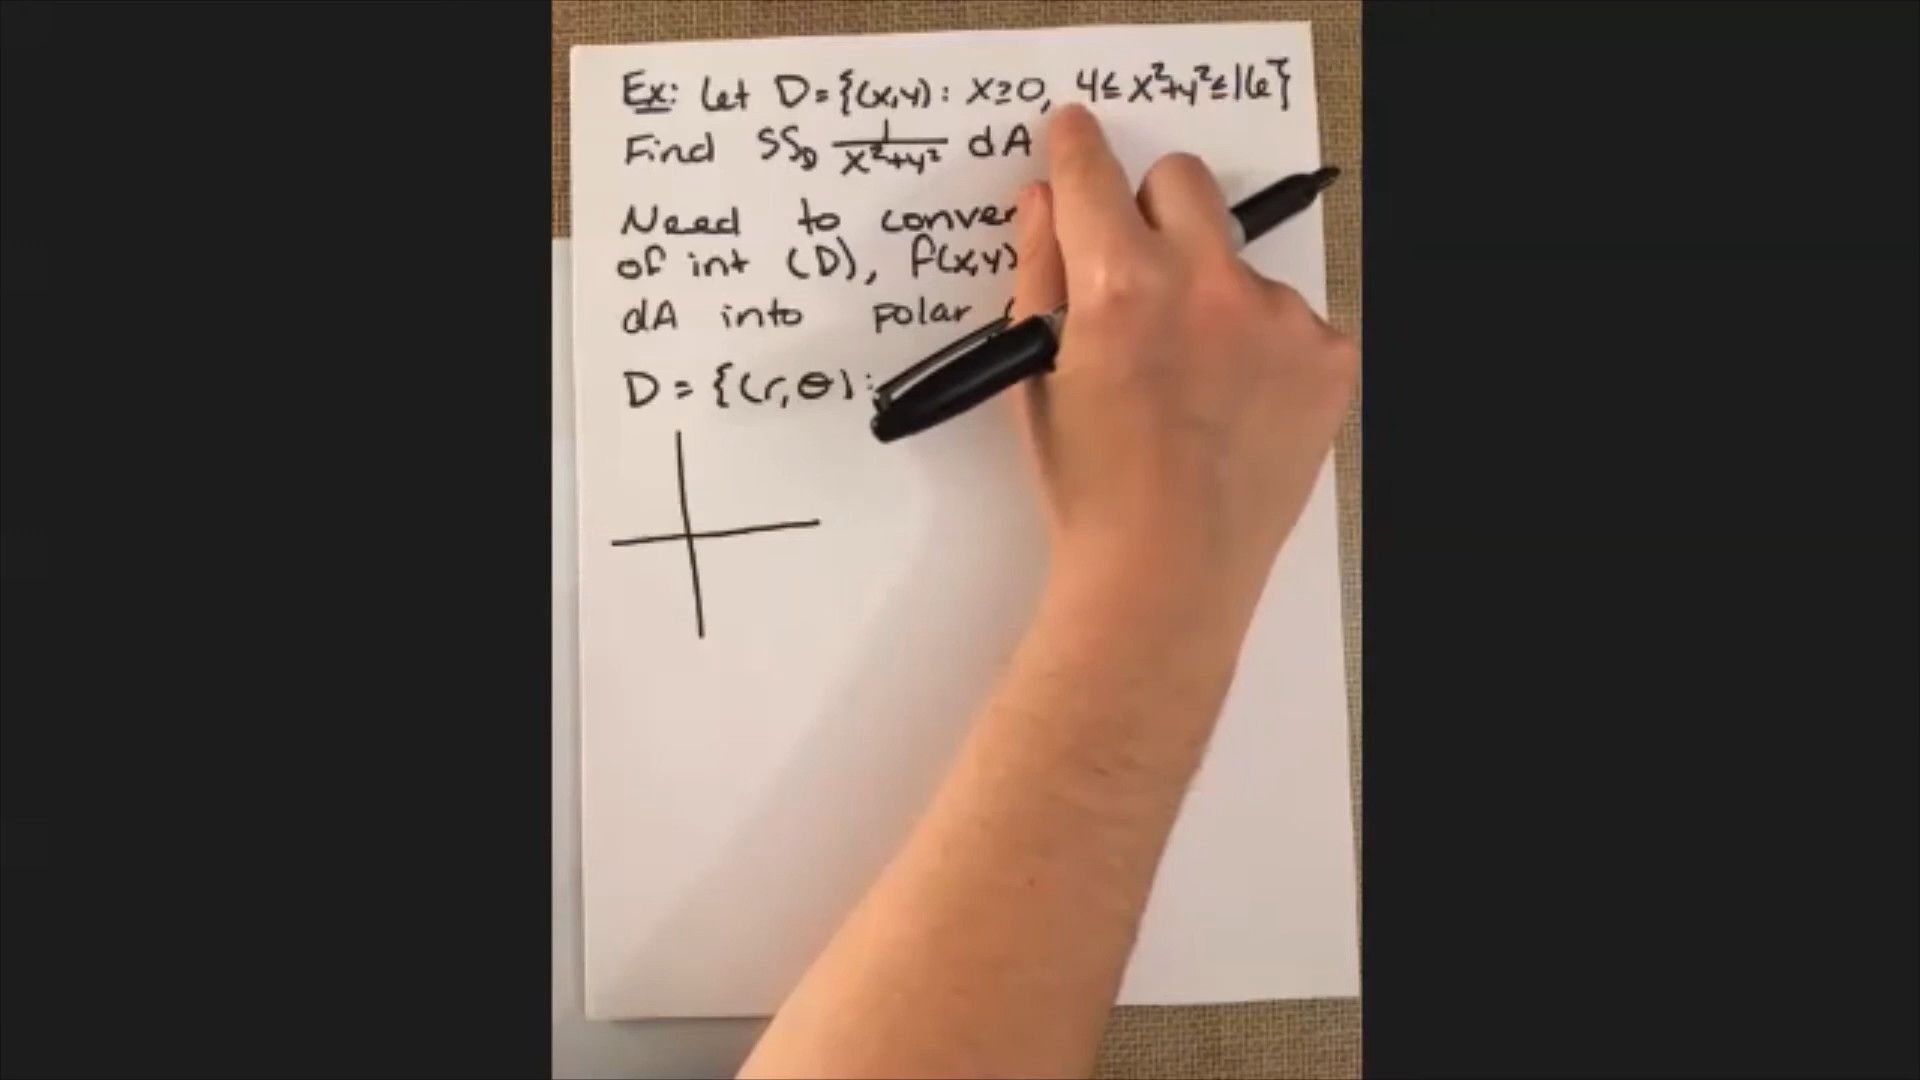 Ex: Let D = {(x,y): x≥0, 4≤ x²+y² ≤16}
Find SS_D 1/(x²+y²) dA
Need to conver
of int (D), f(x,y)
dA into polar (
D = {(r,θ):